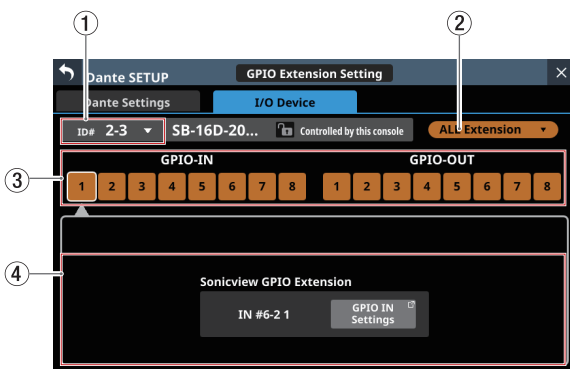 ① ②
GPIO Extension Setting
Dante SETUP
Dante Settings I/O Device
ID# 2-3 SB-16D-20... Controlled by this console ALL Extension
GPIO-IN GPIO-OUT
③ 1 2 3 4 5 6 7 8 1 2 3 4 5 6 7 8
④
Sonicview GPIO Extension
IN #6-2 1 GPIO IN
Settings